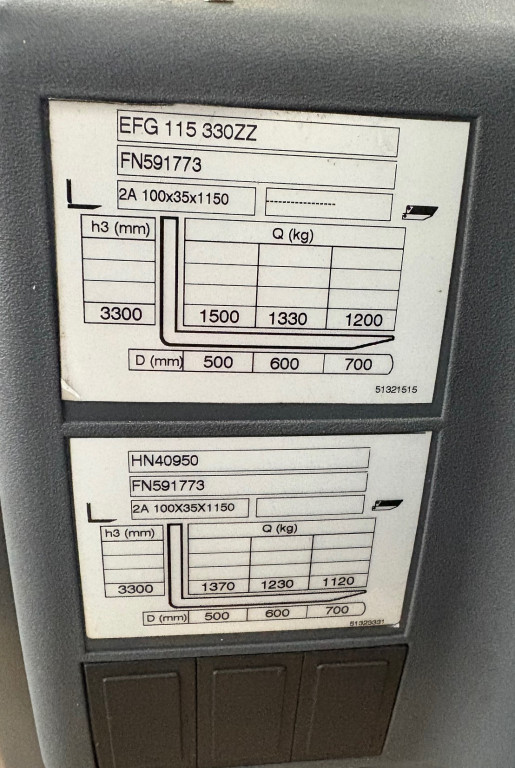 EFG 115 330ZZ
FN591773
2A 100x35x1150 ----------------
h3 (mm) Q (kg)
3300 1500 1330 1200
D (mm) 500 600 700
51321515
HN40950
FN591773
2A 100X35X1150
h3 (mm) Q (kg)
3300 1370 1230 1120
D (mm) 500 600 700
51323331